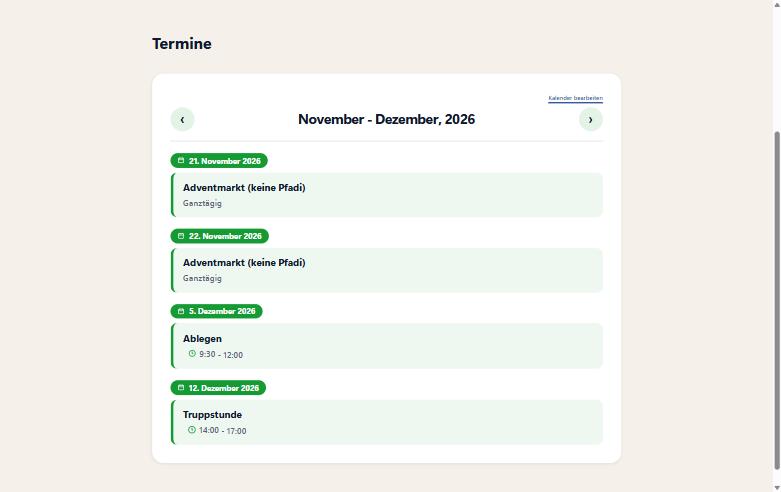 Termine
Kalender bearbeiten
‹
November - Dezember, 2026
›
21. November 2026
Adventmarkt (keine Pfadi)
Ganztägig
22. November 2026
Adventmarkt (keine Pfadi)
Ganztägig
5. Dezember 2026
Ablegen
9:30 - 12:00
12. Dezember 2026
Truppstunde
14:00 - 17:00